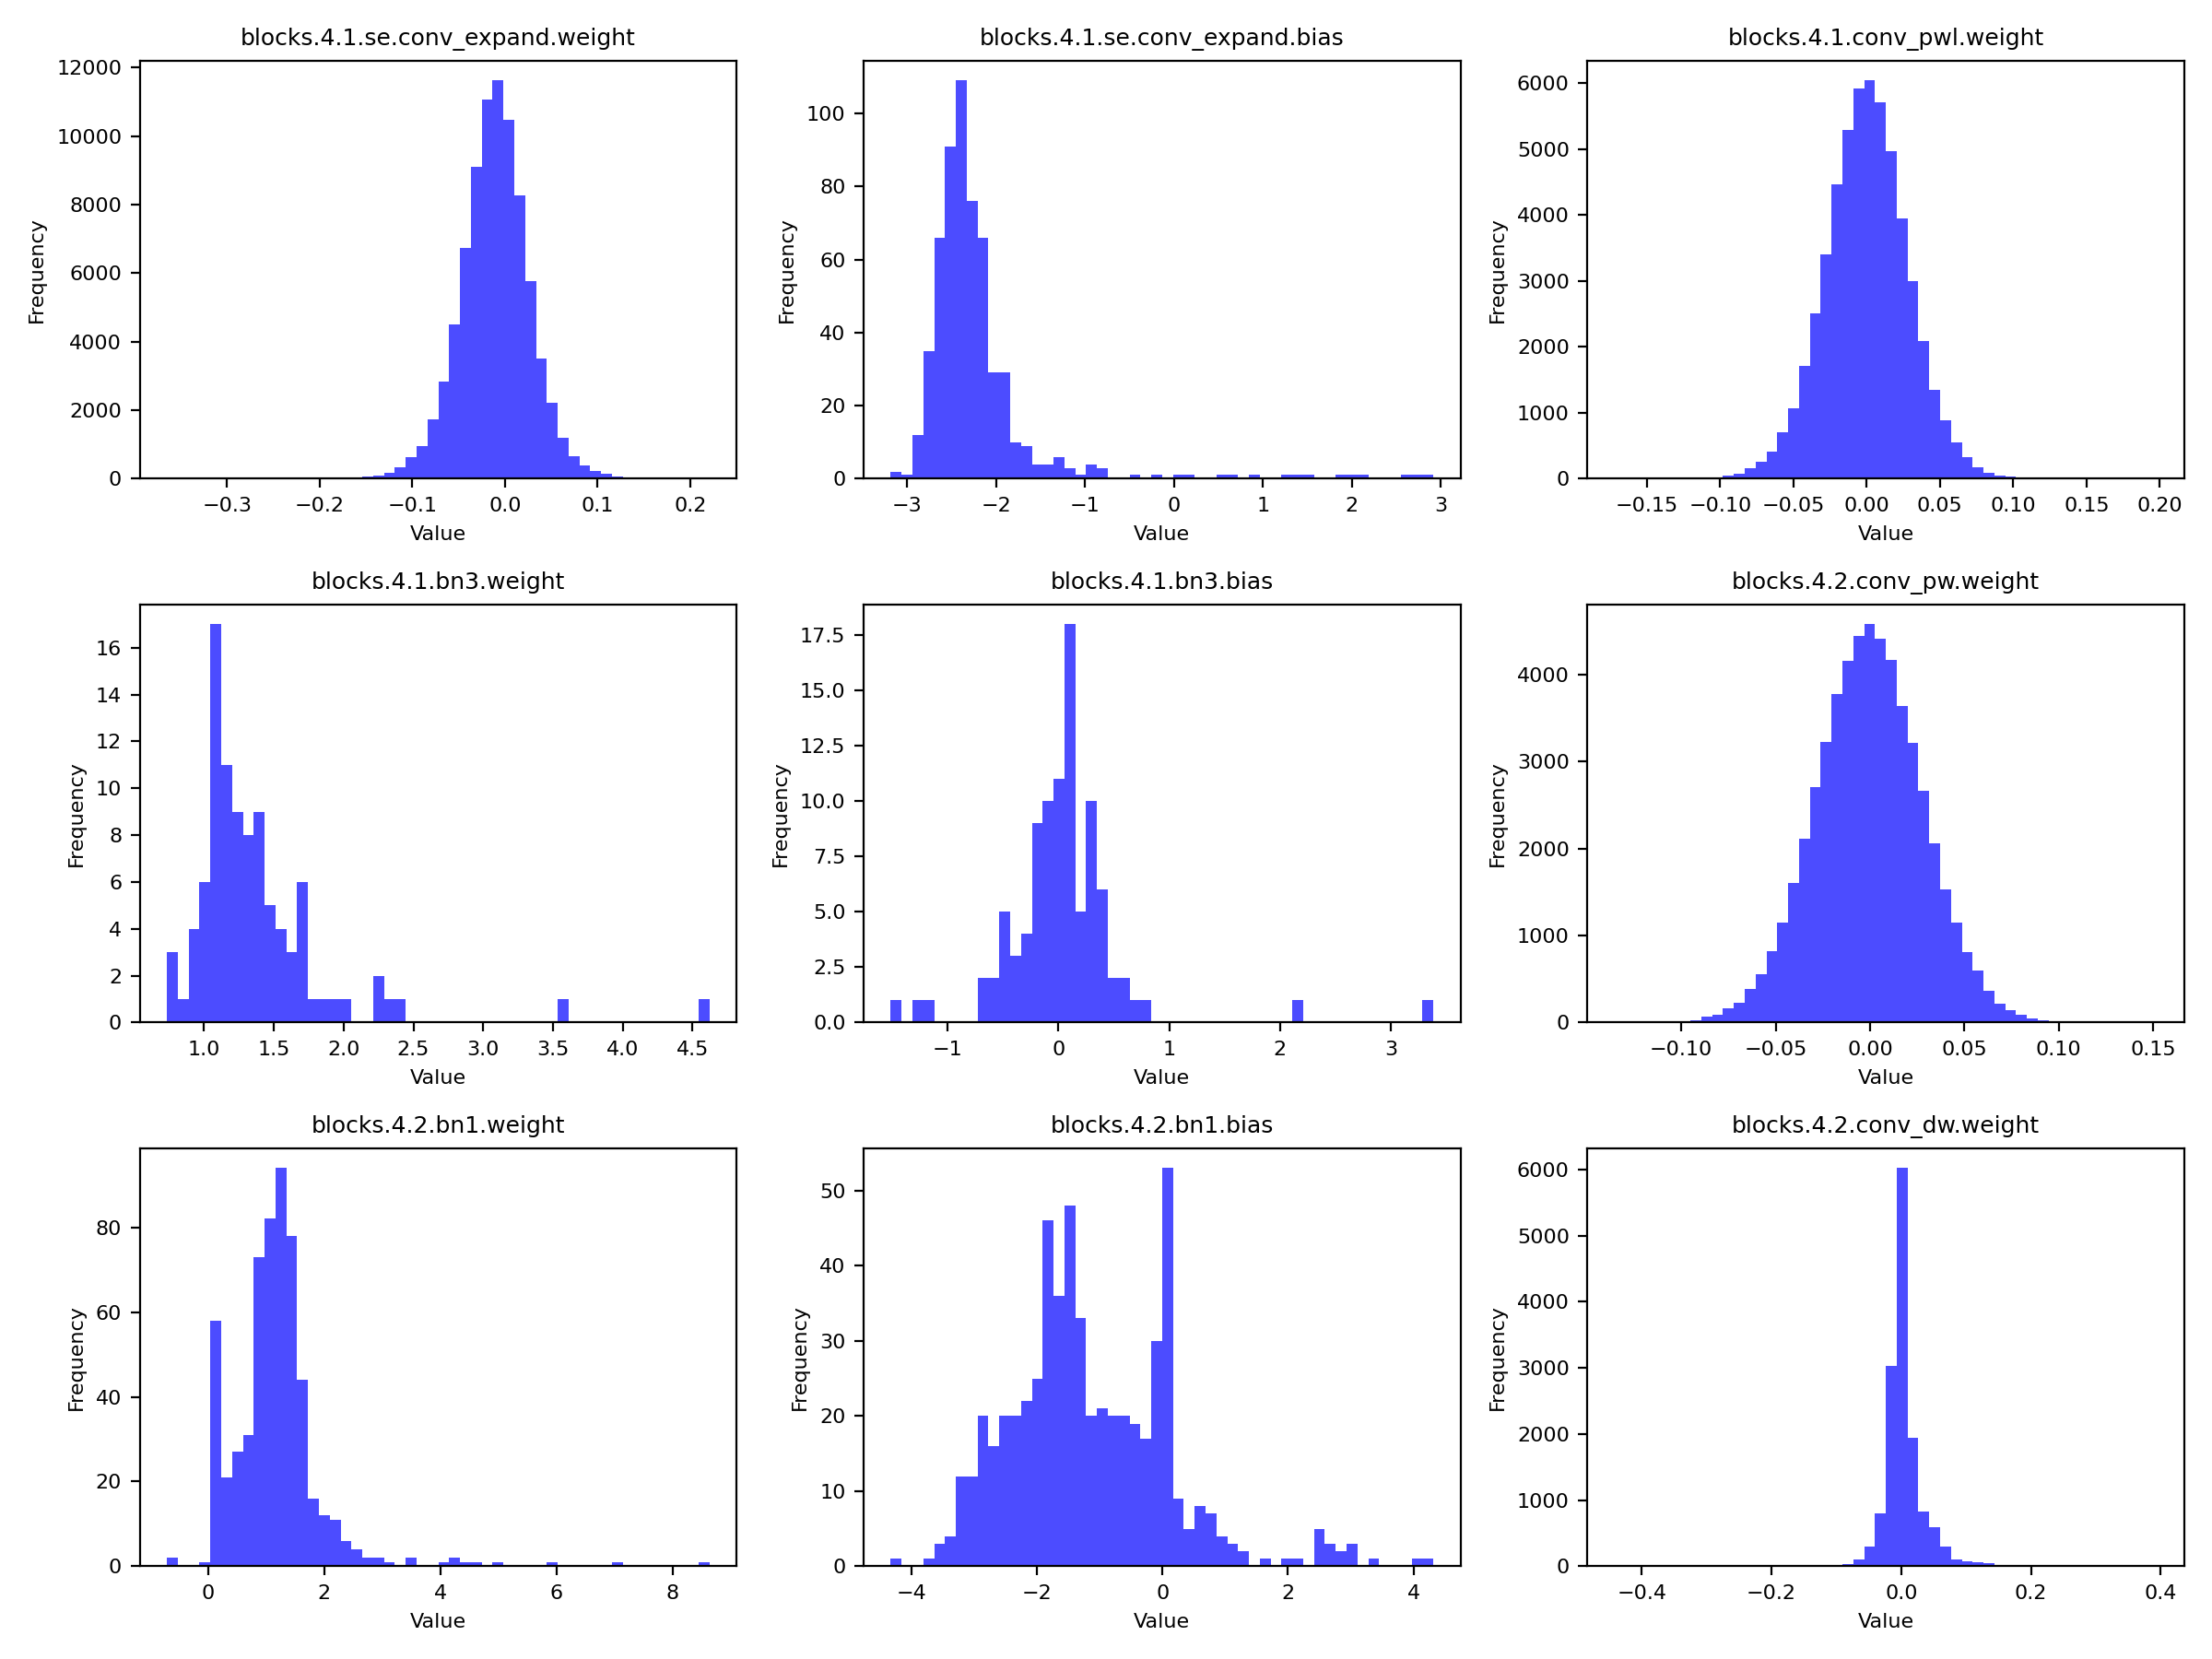 blocks.4.1.se.conv_expand.weight
12000
10000
8000
6000
4000
2000
0
Frequency
−0.3 −0.2 −0.1 0.0 0.1 0.2
Value
blocks.4.1.se.conv_expand.bias
100
80
60
40
20
0
Frequency
−3 −2 −1 0 1 2 3
Value
blocks.4.1.conv_pwl.weight
6000
5000
4000
3000
2000
1000
0
Frequency
−0.15 −0.10 −0.05 0.00 0.05 0.10 0.15 0.20
Value
blocks.4.1.bn3.weight
16
14
12
10
8
6
4
2
0
Frequency
1.0 1.5 2.0 2.5 3.0 3.5 4.0 4.5
Value
blocks.4.1.bn3.bias
17.5
15.0
12.5
10.0
7.5
5.0
2.5
0.0
Frequency
−1 0 1 2 3
Value
blocks.4.2.conv_pw.weight
4000
3000
2000
1000
0
Frequency
−0.10 −0.05 0.00 0.05 0.10 0.15
Value
blocks.4.2.bn1.weight
80
60
40
20
0
Frequency
0 2 4 6 8
Value
blocks.4.2.bn1.bias
50
40
30
20
10
0
Frequency
−4 −2 0 2 4
Value
blocks.4.2.conv_dw.weight
6000
5000
4000
3000
2000
1000
0
Frequency
−0.4 −0.2 0.0 0.2 0.4
Value